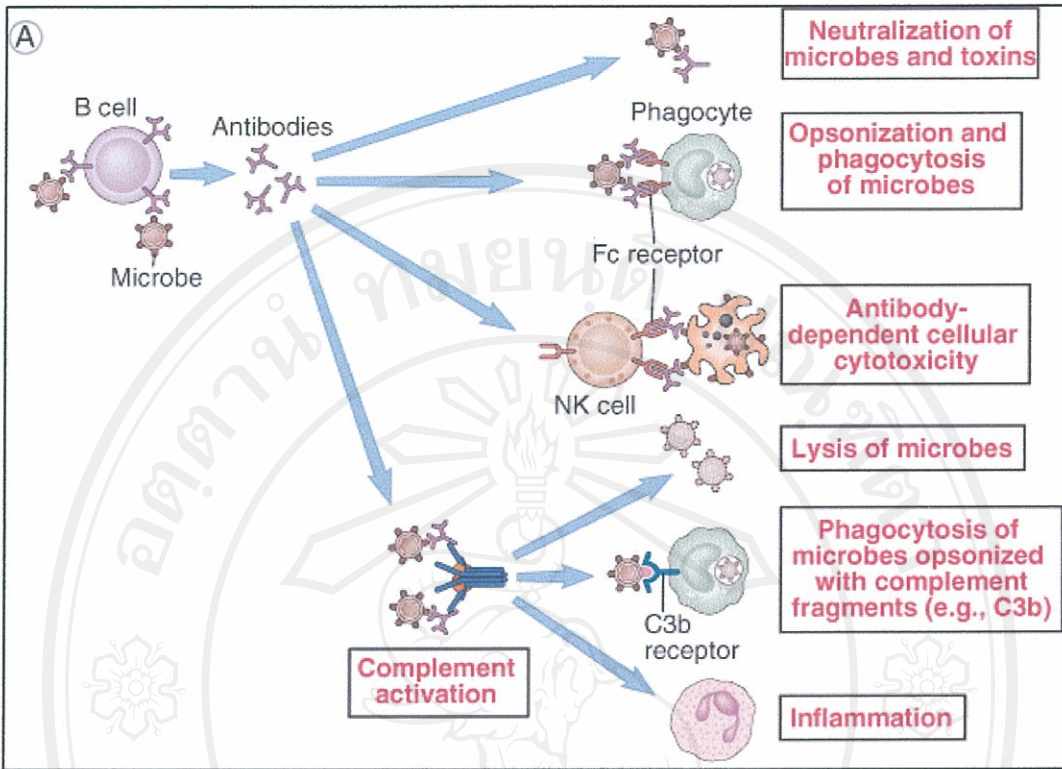 A
Neutralization of
microbes and toxins
B cell
Antibodies
Phagocyte
Opsonization and
phagocytosis
of microbes
Microbe
Fc receptor
Antibody-
dependent cellular
cytotoxicity
NK cell
Lysis of microbes
Phagocytosis of
microbes opsonized
with complement
fragments (e.g., C3b)
C3b
receptor
Complement
activation
Inflammation